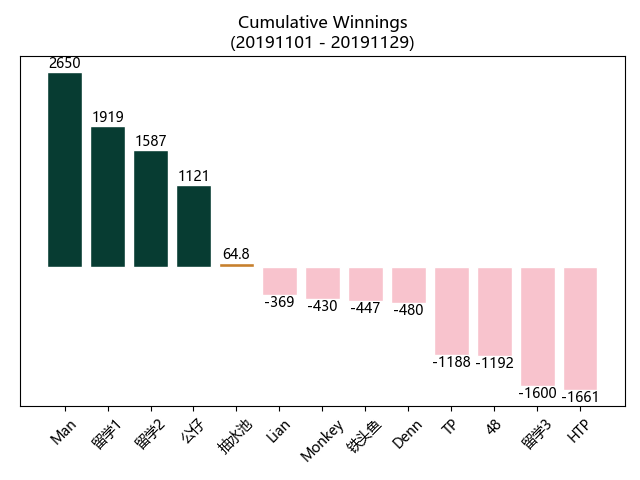 Cumulative Winnings
(20191101 - 20191129)
2650
1919
1587
1121
64.8
-369
-430
-447
-480
-1188
-1192
-1600
-1661
Man
留学1
留学2
公仔
抽水池
Lian
Monkey
铁头鱼
Denn
TP
48
留学3
HTP